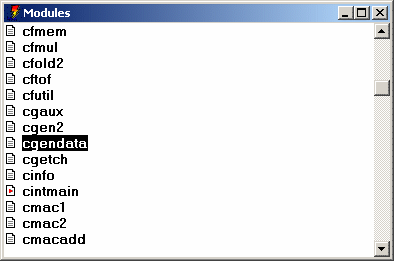 Modules
cfmem
cfmul
cfold2
cftof
cfutil
cgaux
cgen2
cgendata
cgetch
cinfo
cintmain
cmac1
cmac2
cmacadd